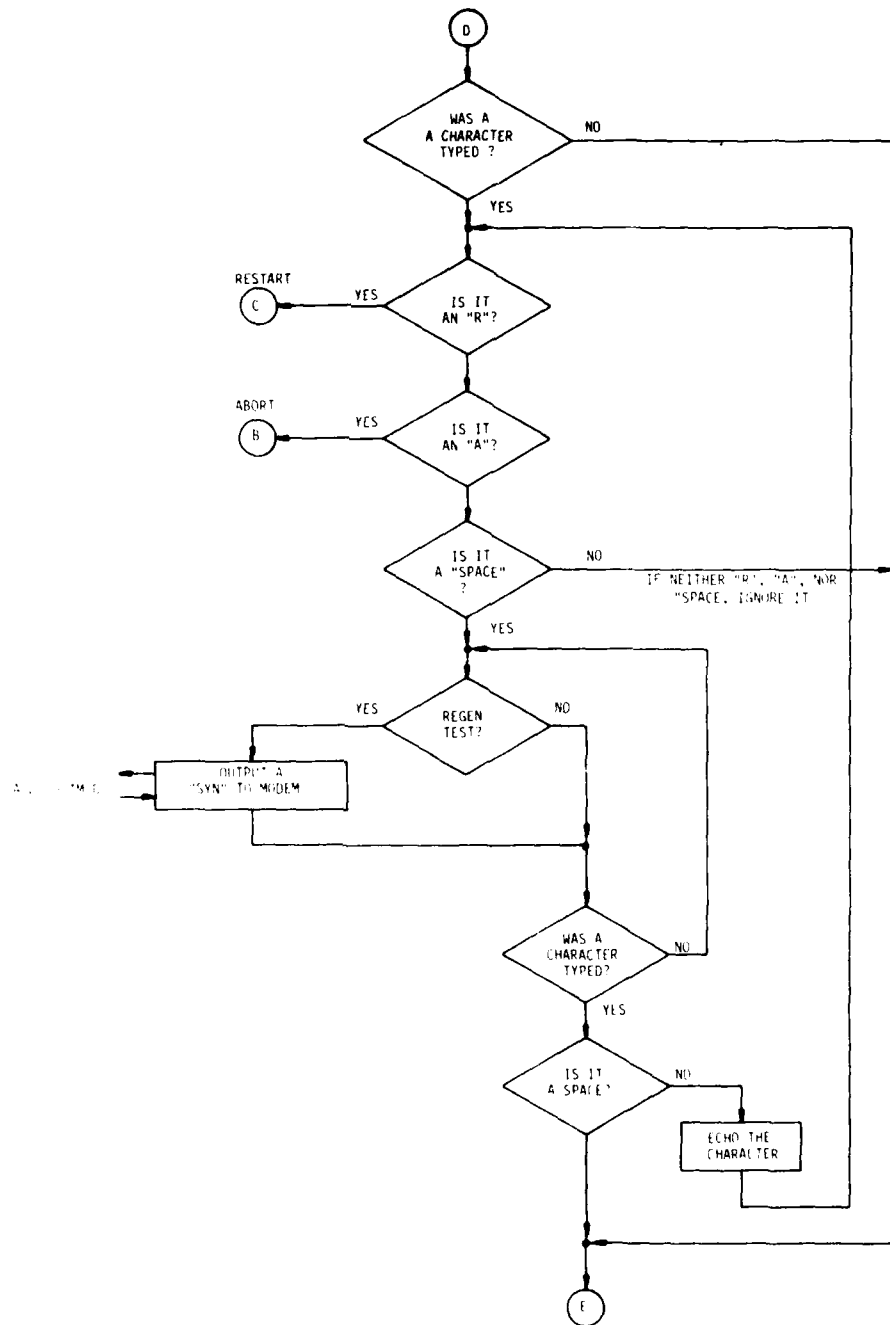 D
WAS A
A CHARACTER
TYPED ?
NO
YES
RESTART
C
YES
IS IT
AN "R"?
ABORT
B
YES
IS IT
AN "A"?
IS IT
A "SPACE"
?
NO
IF NEITHER "R", "A", NOR
"SPACE, IGNORE IT
YES
YES
REGEN
TEST?
NO
OUTPUT A
"SYN" TO MODEM
WAS A
CHARACTER
TYPED?
NO
YES
IS IT
A SPACE?
NO
ECHO THE
CHARACTER
E